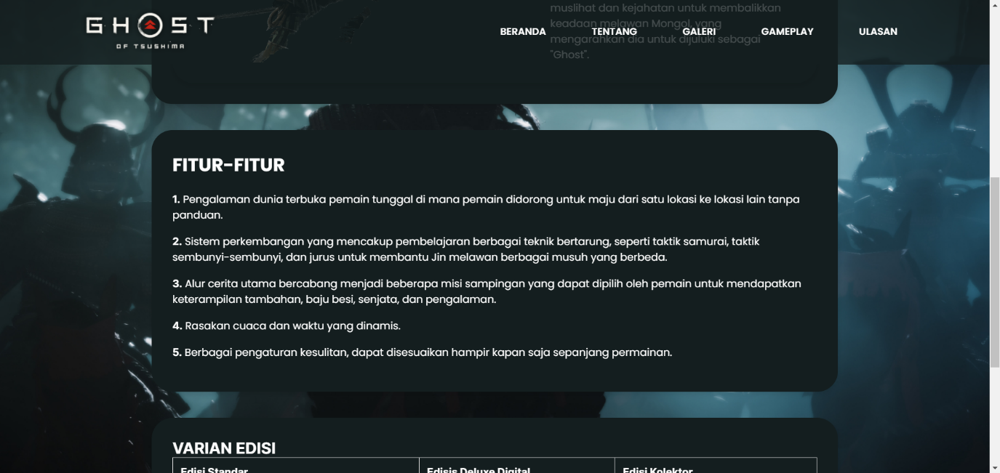 GHOST
OF TSUSHIMA
BERANDA TENTANG GALERI GAMEPLAY ULASAN
muslihat dan kejahatan untuk membalikkan
keadaan melawan Mongol, yang
mengarahkan dia untuk dijuluki sebagai
"Ghost".
FITUR-FITUR
1. Pengalaman dunia terbuka pemain tunggal di mana pemain didorong untuk maju dari satu lokasi ke lokasi lain tanpa
panduan.
2. Sistem perkembangan yang mencakup pembelajaran berbagai teknik bertarung, seperti taktik samurai, taktik
sembunyi-sembunyi, dan jurus untuk membantu Jin melawan berbagai musuh yang berbeda.
3. Alur cerita utama bercabang menjadi beberapa misi sampingan yang dapat dipilih oleh pemain untuk mendapatkan
keterampilan tambahan, baju besi, senjata, dan pengalaman.
4. Rasakan cuaca dan waktu yang dinamis.
5. Berbagai pengaturan kesulitan, dapat disesuaikan hampir kapan saja sepanjang permainan.
VARIAN EDISI
Edisi Standar Edisis Deluxe Digital Edisi Kolektor